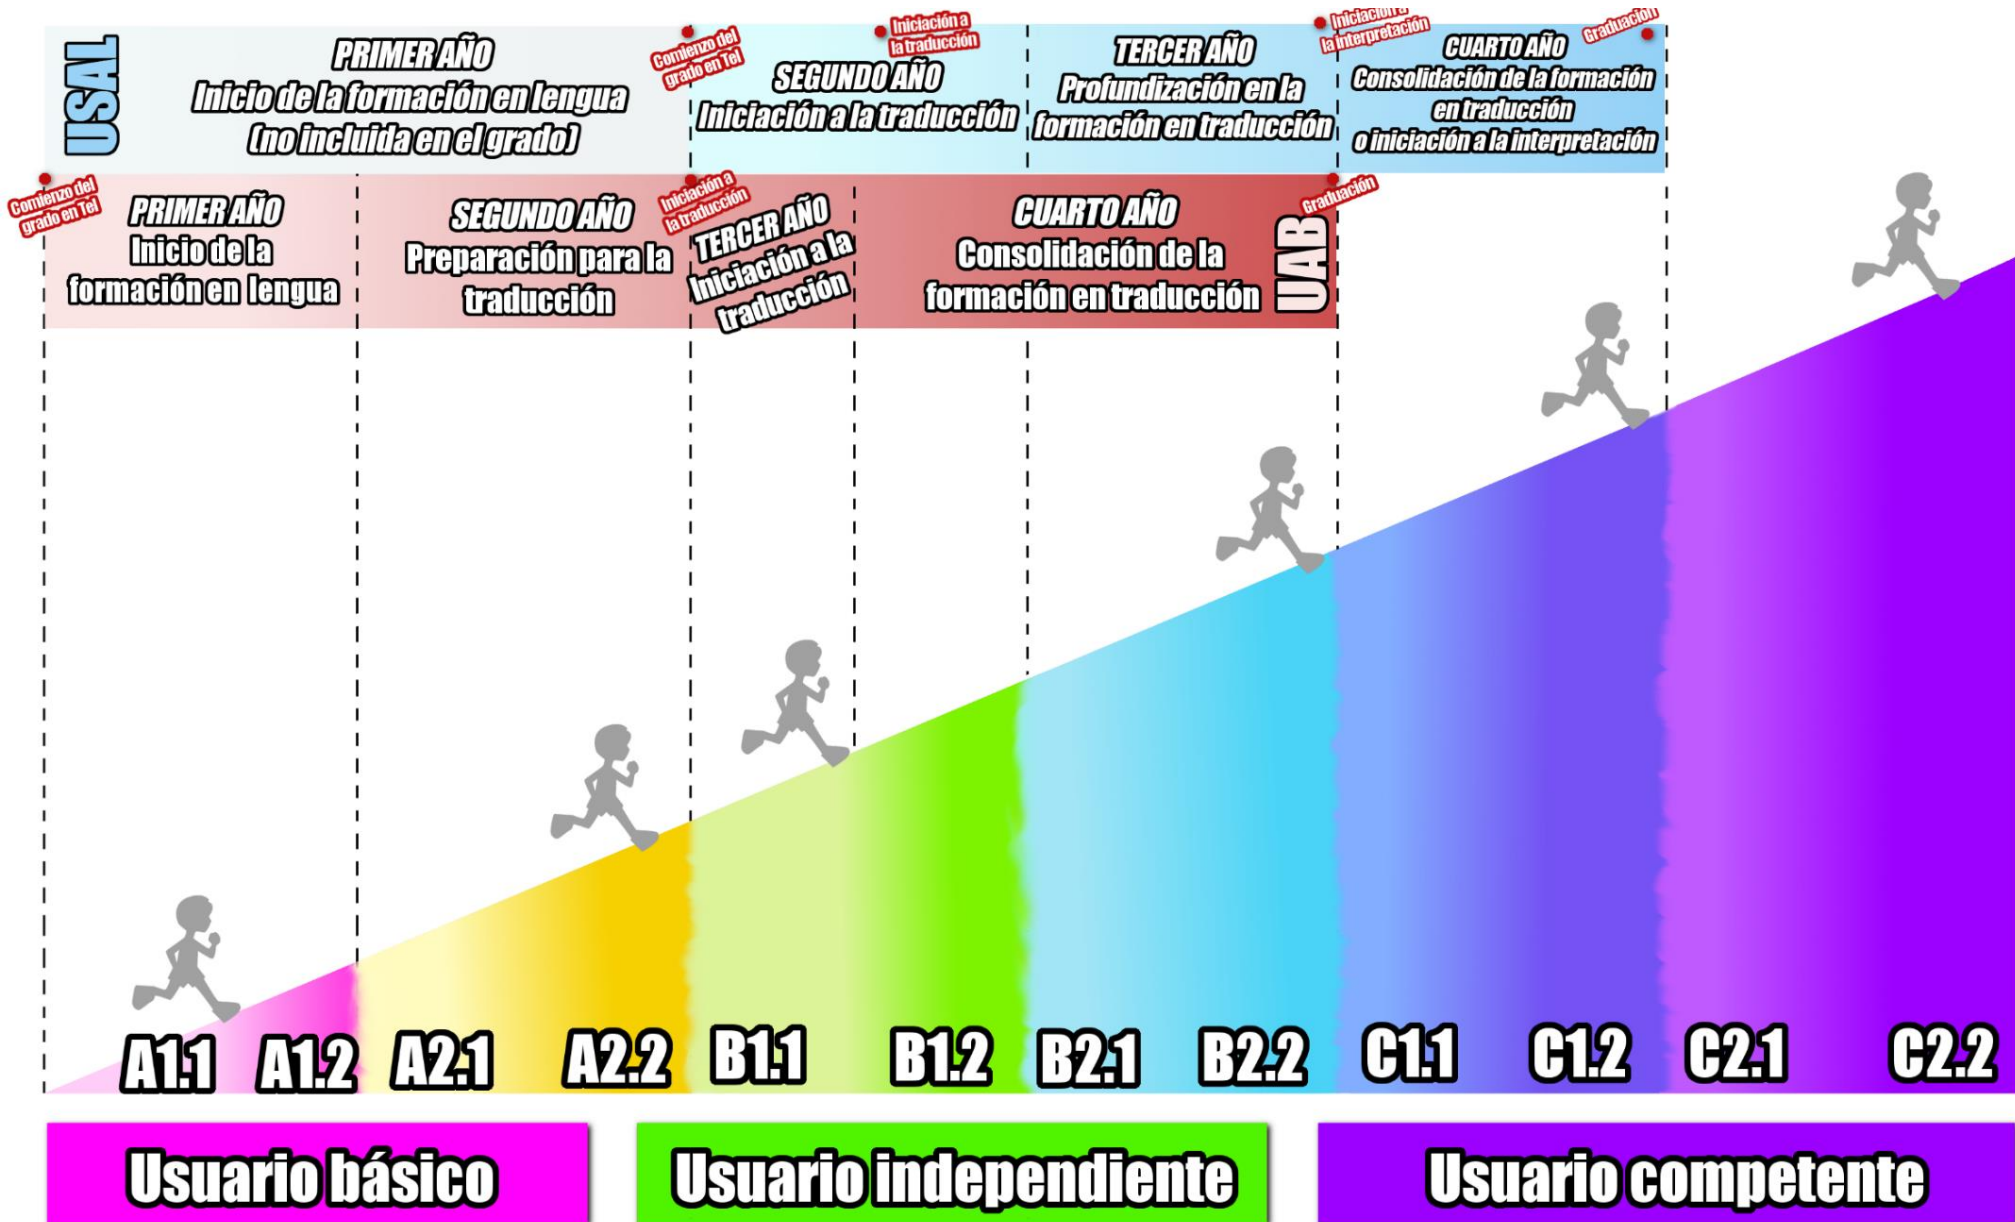 USAL
PRIMER AÑO
Inicio de la formación en lengua
(no incluida en el grado)
Comienzo del
grado en TeI
Iniciación a
la traducción
SEGUNDO AÑO
Iniciación a la traducción
TERCER AÑO
Profundización en la
formación en traducción
Iniciación a
la interpretación
CUARTO AÑO
Consolidación de la formación
en traducción
o iniciación a la interpretación
Graduación
Comienzo del
grado en TeI
PRIMER AÑO
Inicio de la
formación en lengua
SEGUNDO AÑO
Preparación para la
traducción
Iniciación a
la traducción
TERCER AÑO
Iniciación a la
traducción
CUARTO AÑO
Consolidación de la
formación en traducción
UAB
Graduación
A1.1 A1.2 A2.1 A2.2 B1.1 B1.2 B2.1 B2.2 C1.1 C1.2 C2.1 C2.2
Usuario básico Usuario independiente Usuario competente